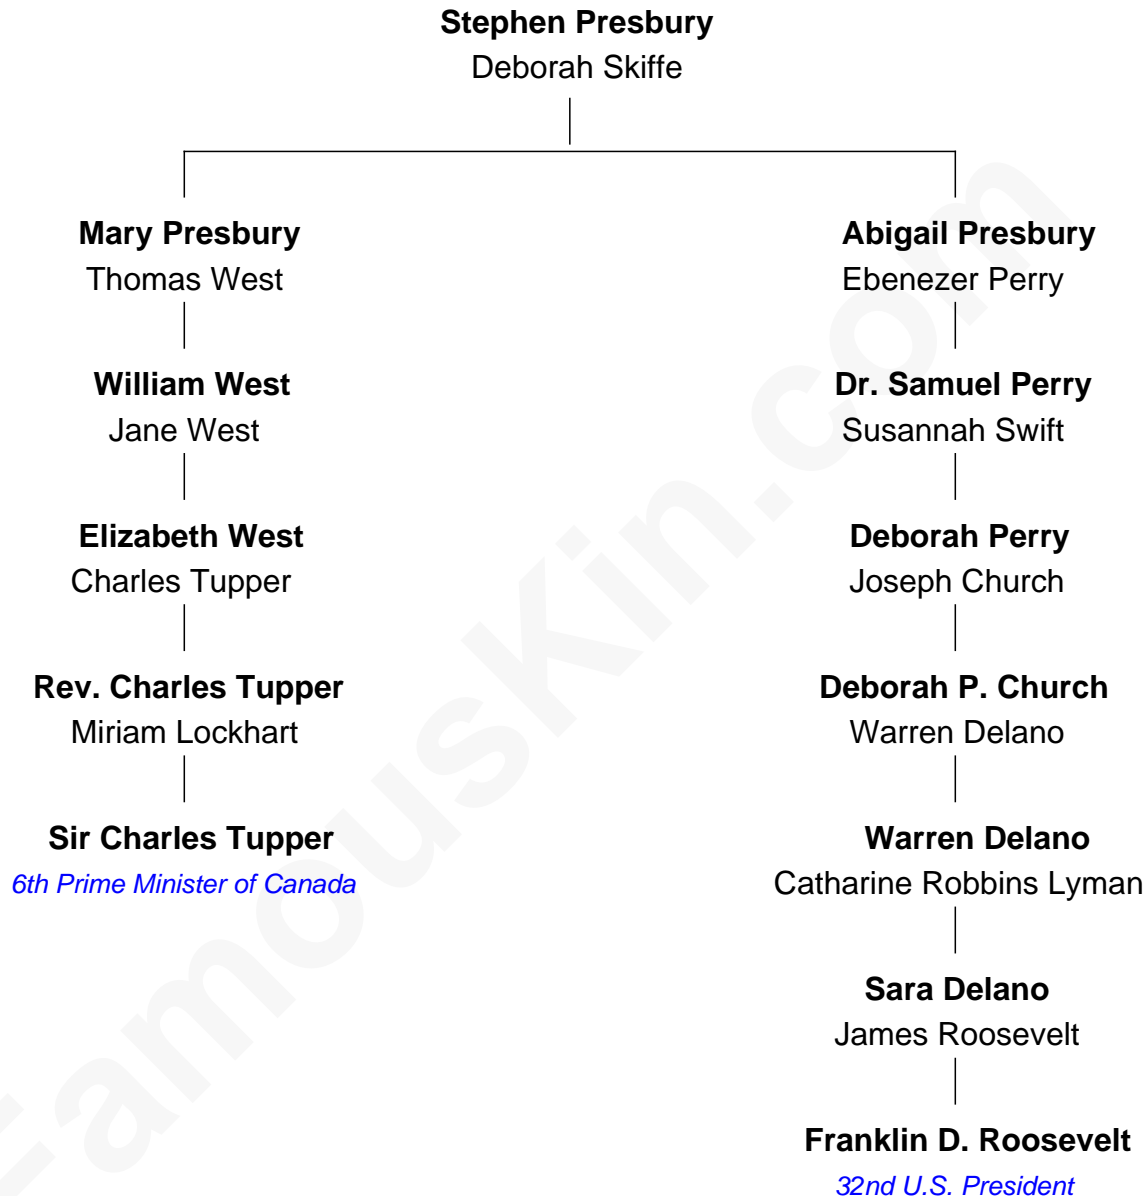 Stephen Presbury
Deborah Skiffe
Mary Presbury
Thomas West
William West
Jane West
Elizabeth West
Charles Tupper
Rev. Charles Tupper
Miriam Lockhart
Sir Charles Tupper
6th Prime Minister of Canada
Abigail Presbury
Ebenezer Perry
Dr. Samuel Perry
Susannah Swift
Deborah Perry
Joseph Church
Deborah P. Church
Warren Delano
Warren Delano
Catharine Robbins Lyman
Sara Delano
James Roosevelt
Franklin D. Roosevelt
32nd U.S. President
FamousKin.com